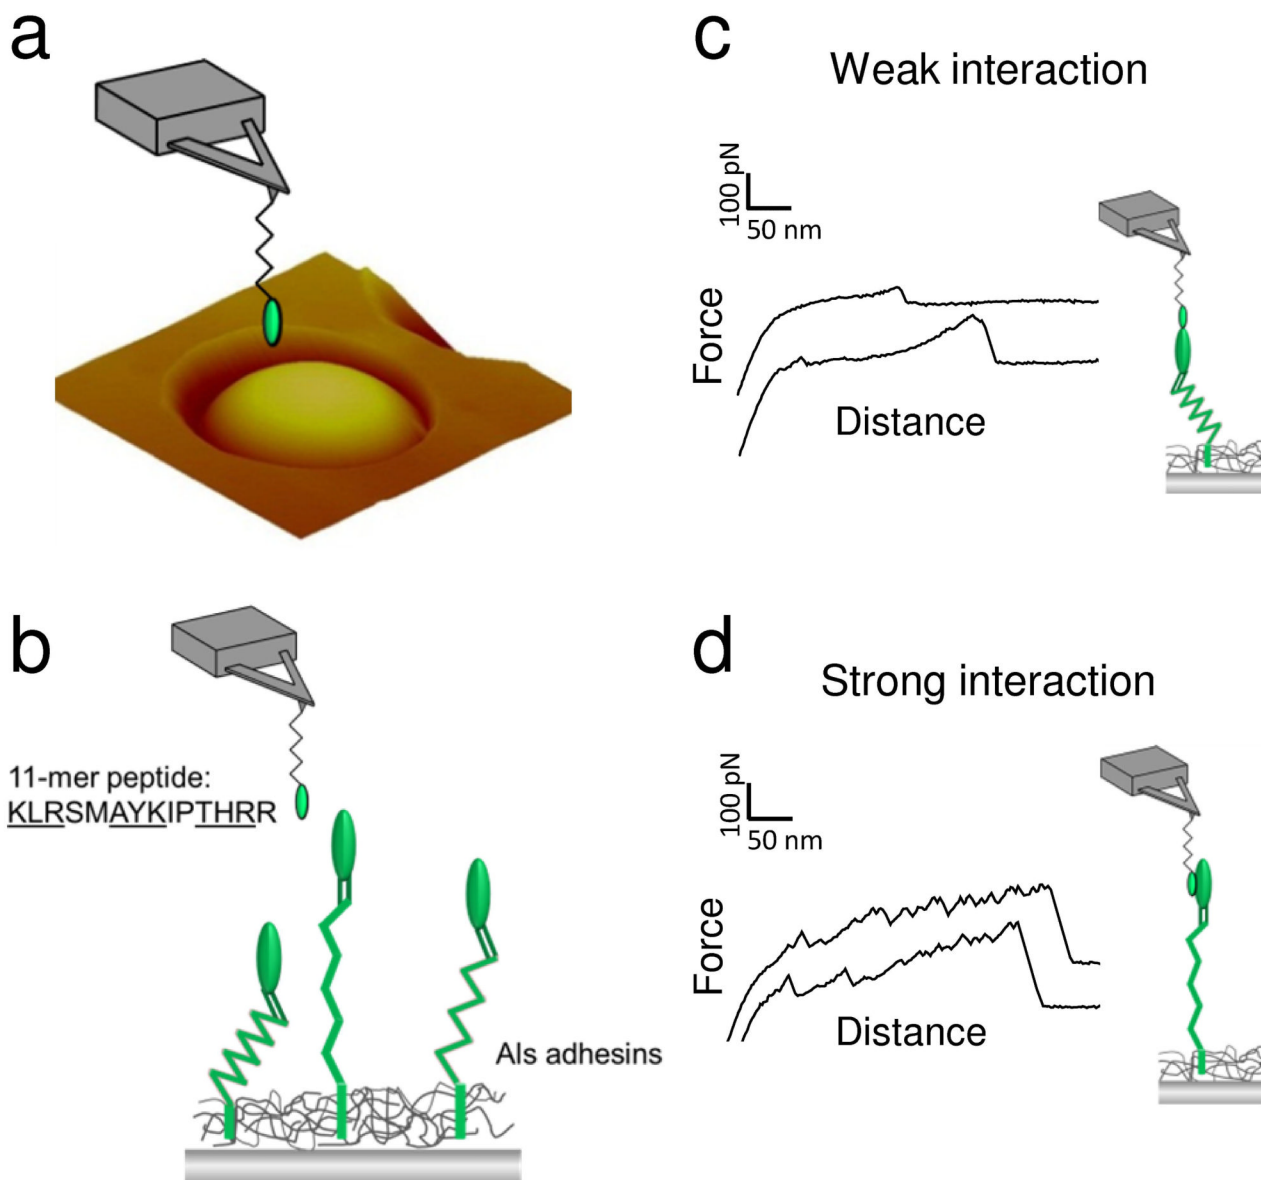 a
b
11-mer peptide:
KLRSMAYKIPTHRR
Als adhesins
c
Weak interaction
100 pN
50 nm
Force
Distance
d
Strong interaction
100 pN
50 nm
Force
Distance